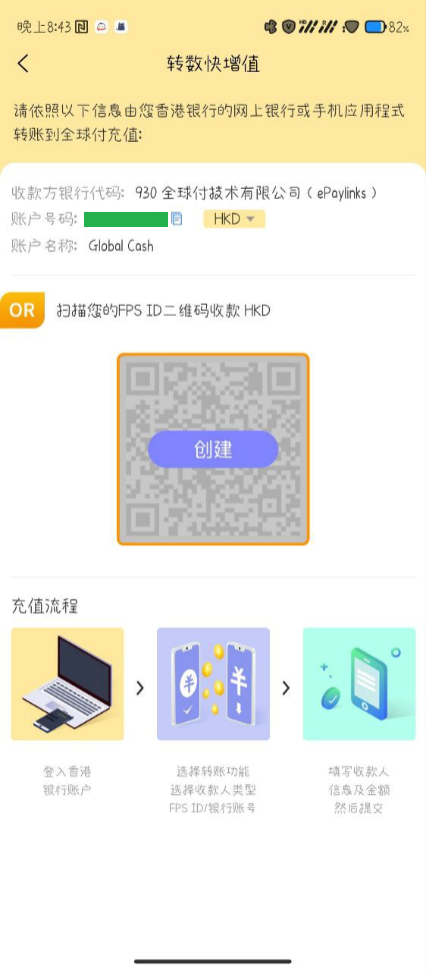 晚上8:43
82%
转数快增值
请依照以下信息由您香港银行的网上银行或手机应用程式
转账到全球付充值:
收款方银行代码: 930 全球付技术有限公司 ( ePaylinks )
账户号码: HKD
账户名称: Global Cash
OR 扫描您的FPS ID二维码收款 HKD
创建
充值流程
登入香港
银行账户
选择转账功能
选择收款人类型
FPS ID/银行账号
填写收款人
信息及金额
然后提交